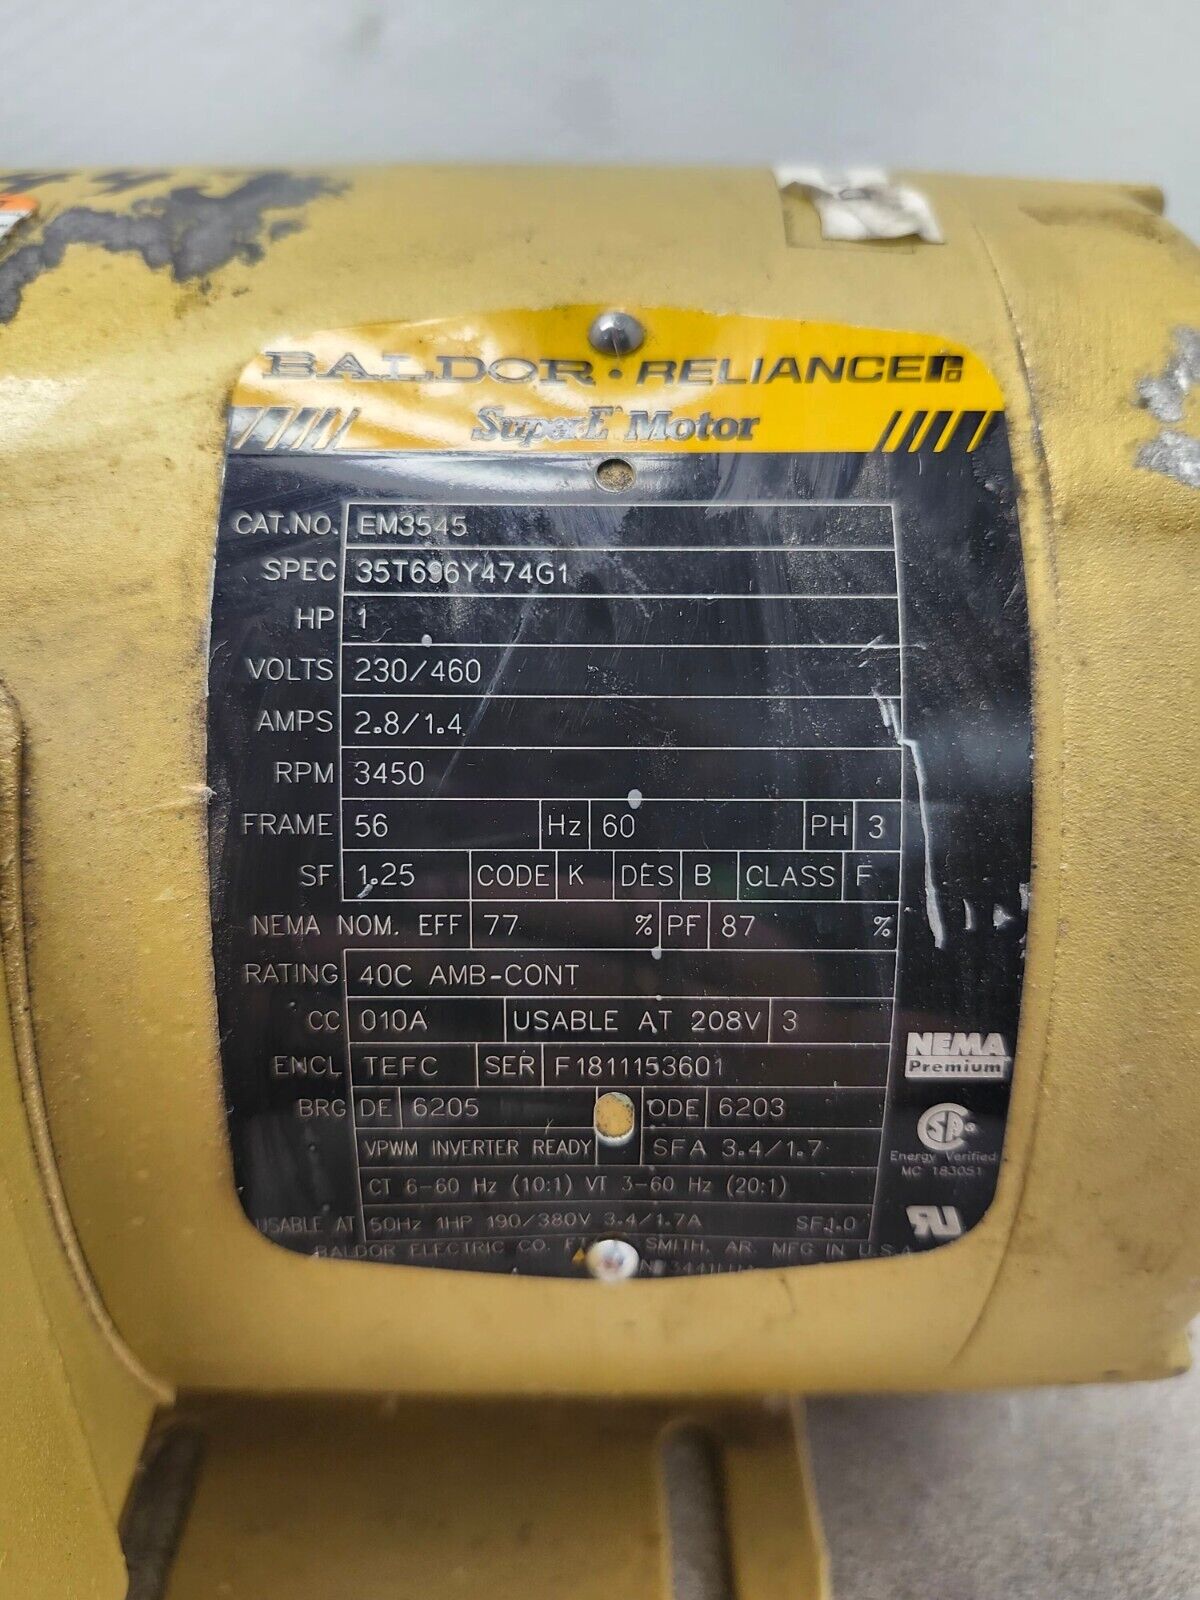 BALDOR • RELIANCE
SuperE Motor
CAT.NO. EM3545
SPEC 35T696Y474G1
HP 1
VOLTS 230/460
AMPS 2.8/1.4
RPM 3450
FRAME 56 Hz 60 PH 3
SF 1.25 CODE K DES B CLASS F
NEMA NOM. EFF 77 % PF 87 %
RATING 40C AMB-CONT
CC 010A USABLE AT 208V 3
ENCL TEFC SER F1811153601
BRG DE 6205 ODE 6203
VPWM INVERTER READY SFA 3.4/1.7
CT 6-60 Hz (10:1) VT 3-60 Hz (20:1)
USABLE AT 50Hz 1HP 190/380V 3.4/1.7A SF1.0
BALDOR ELECTRIC CO. SMITH, AR. MFG IN U.S.A.
NEMA
Premium
Energy Verified
MC 183051